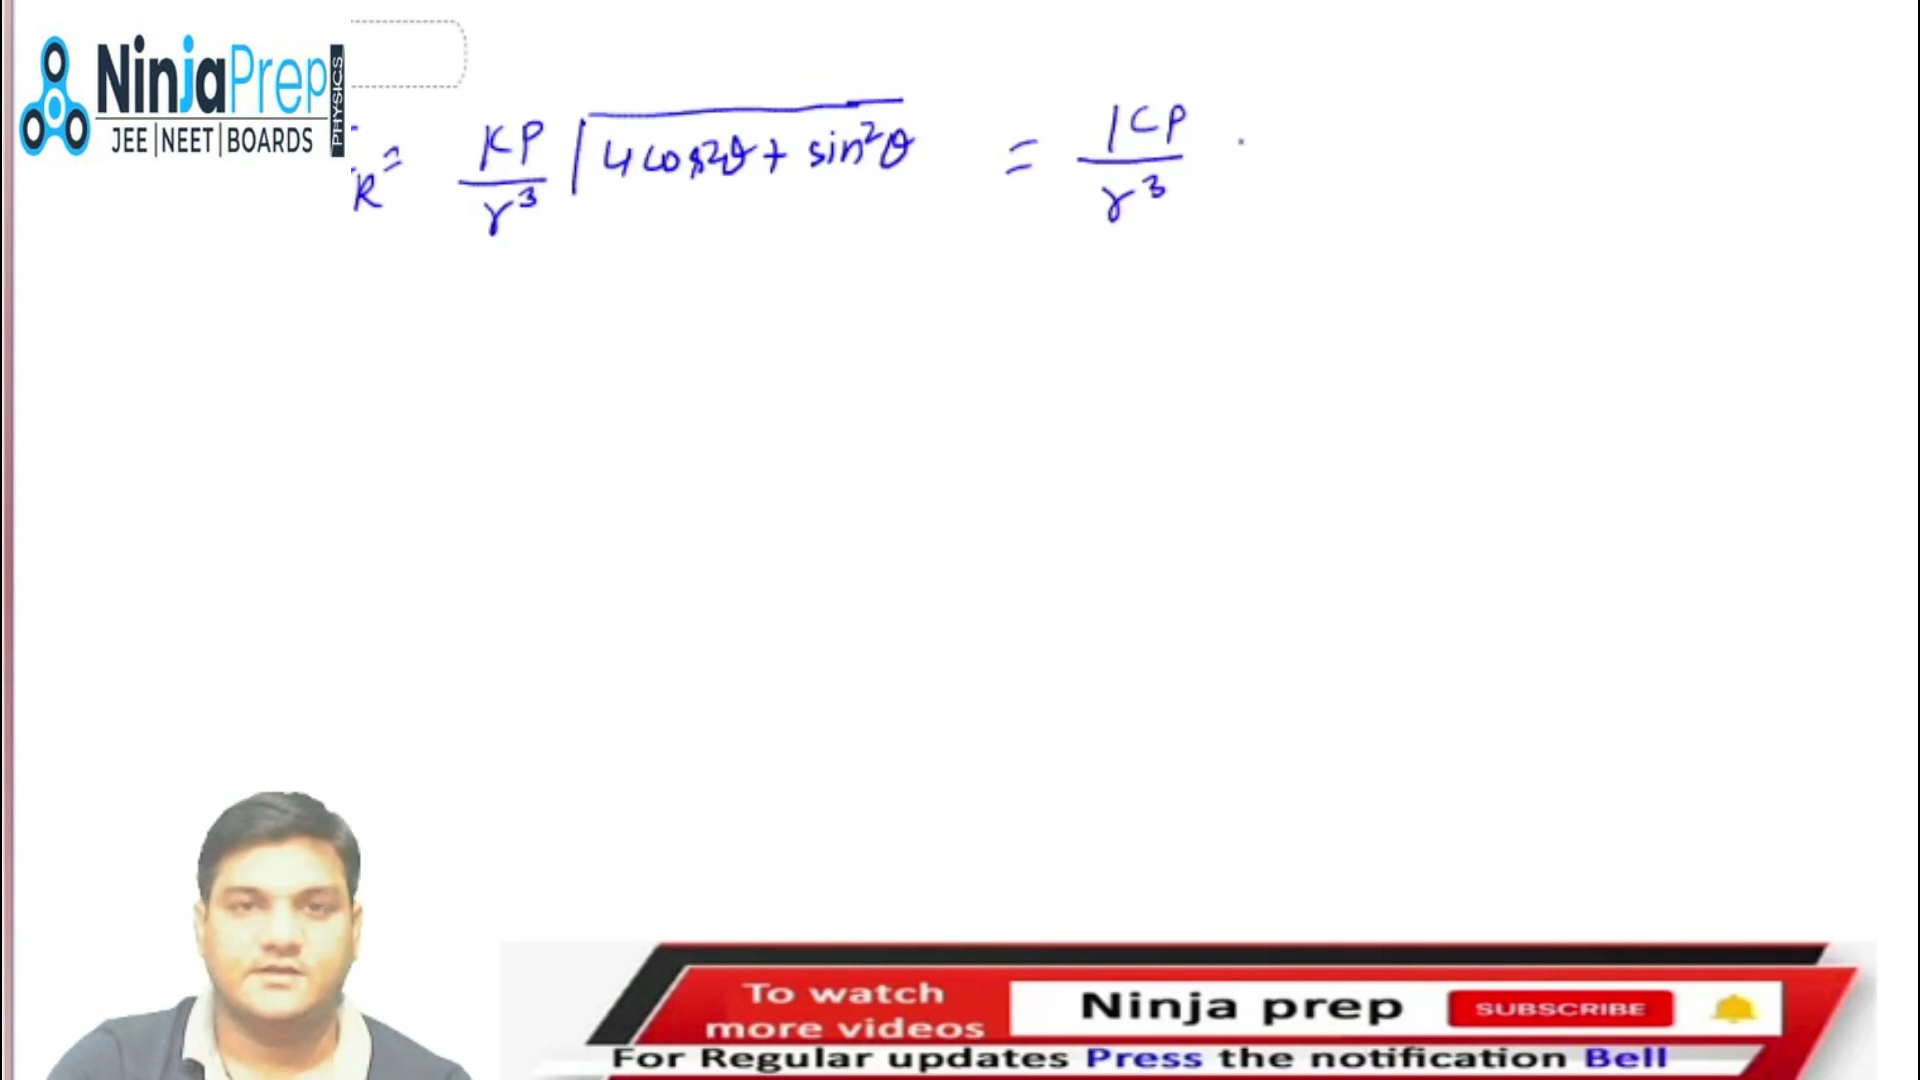 NinjaPrep
PHYSICS
JEE|NEET|BOARDS
R = KP/r³ √4cos²θ + sin²θ = KP/r³ .
To watch
more videos
Ninja prep
SUBSCRIBE
For Regular updates Press the notification Bell